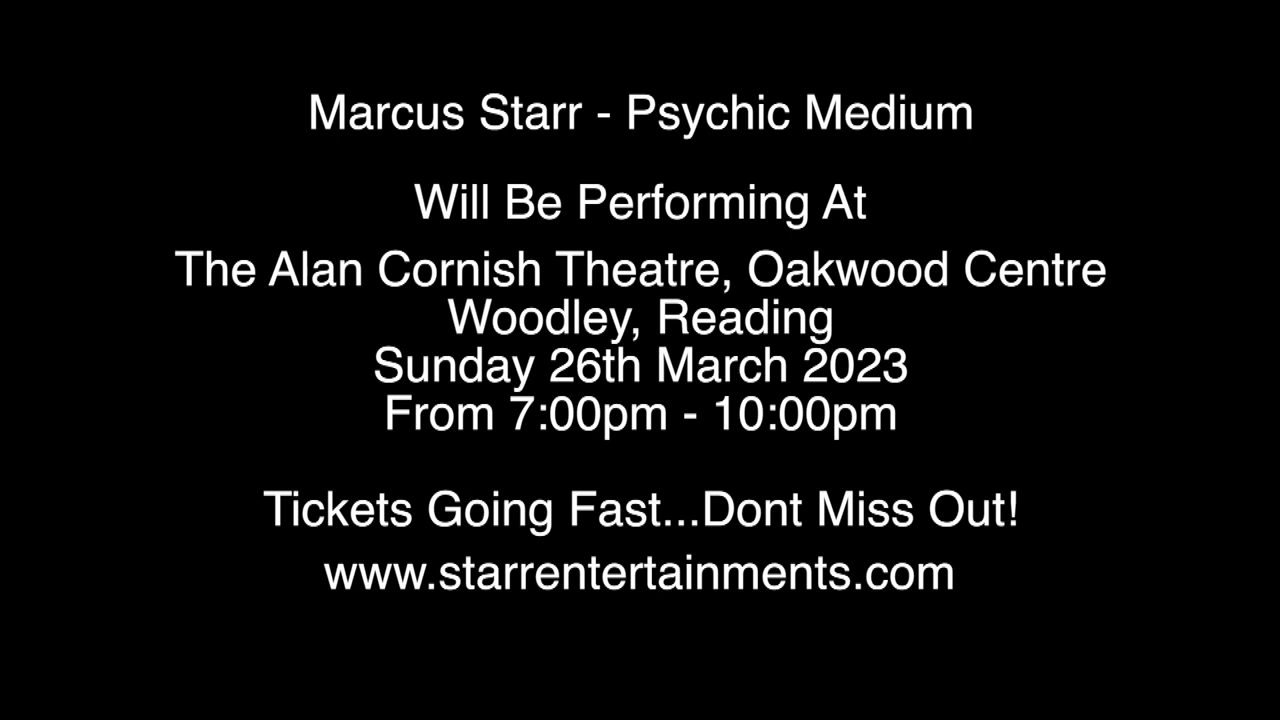 Marcus Starr - Psychic Medium
Will Be Performing At
The Alan Cornish Theatre, Oakwood Centre
Woodley, Reading
Sunday 26th March 2023
From 7:00pm - 10:00pm
Tickets Going Fast...Dont Miss Out!
www.starrentertainments.com